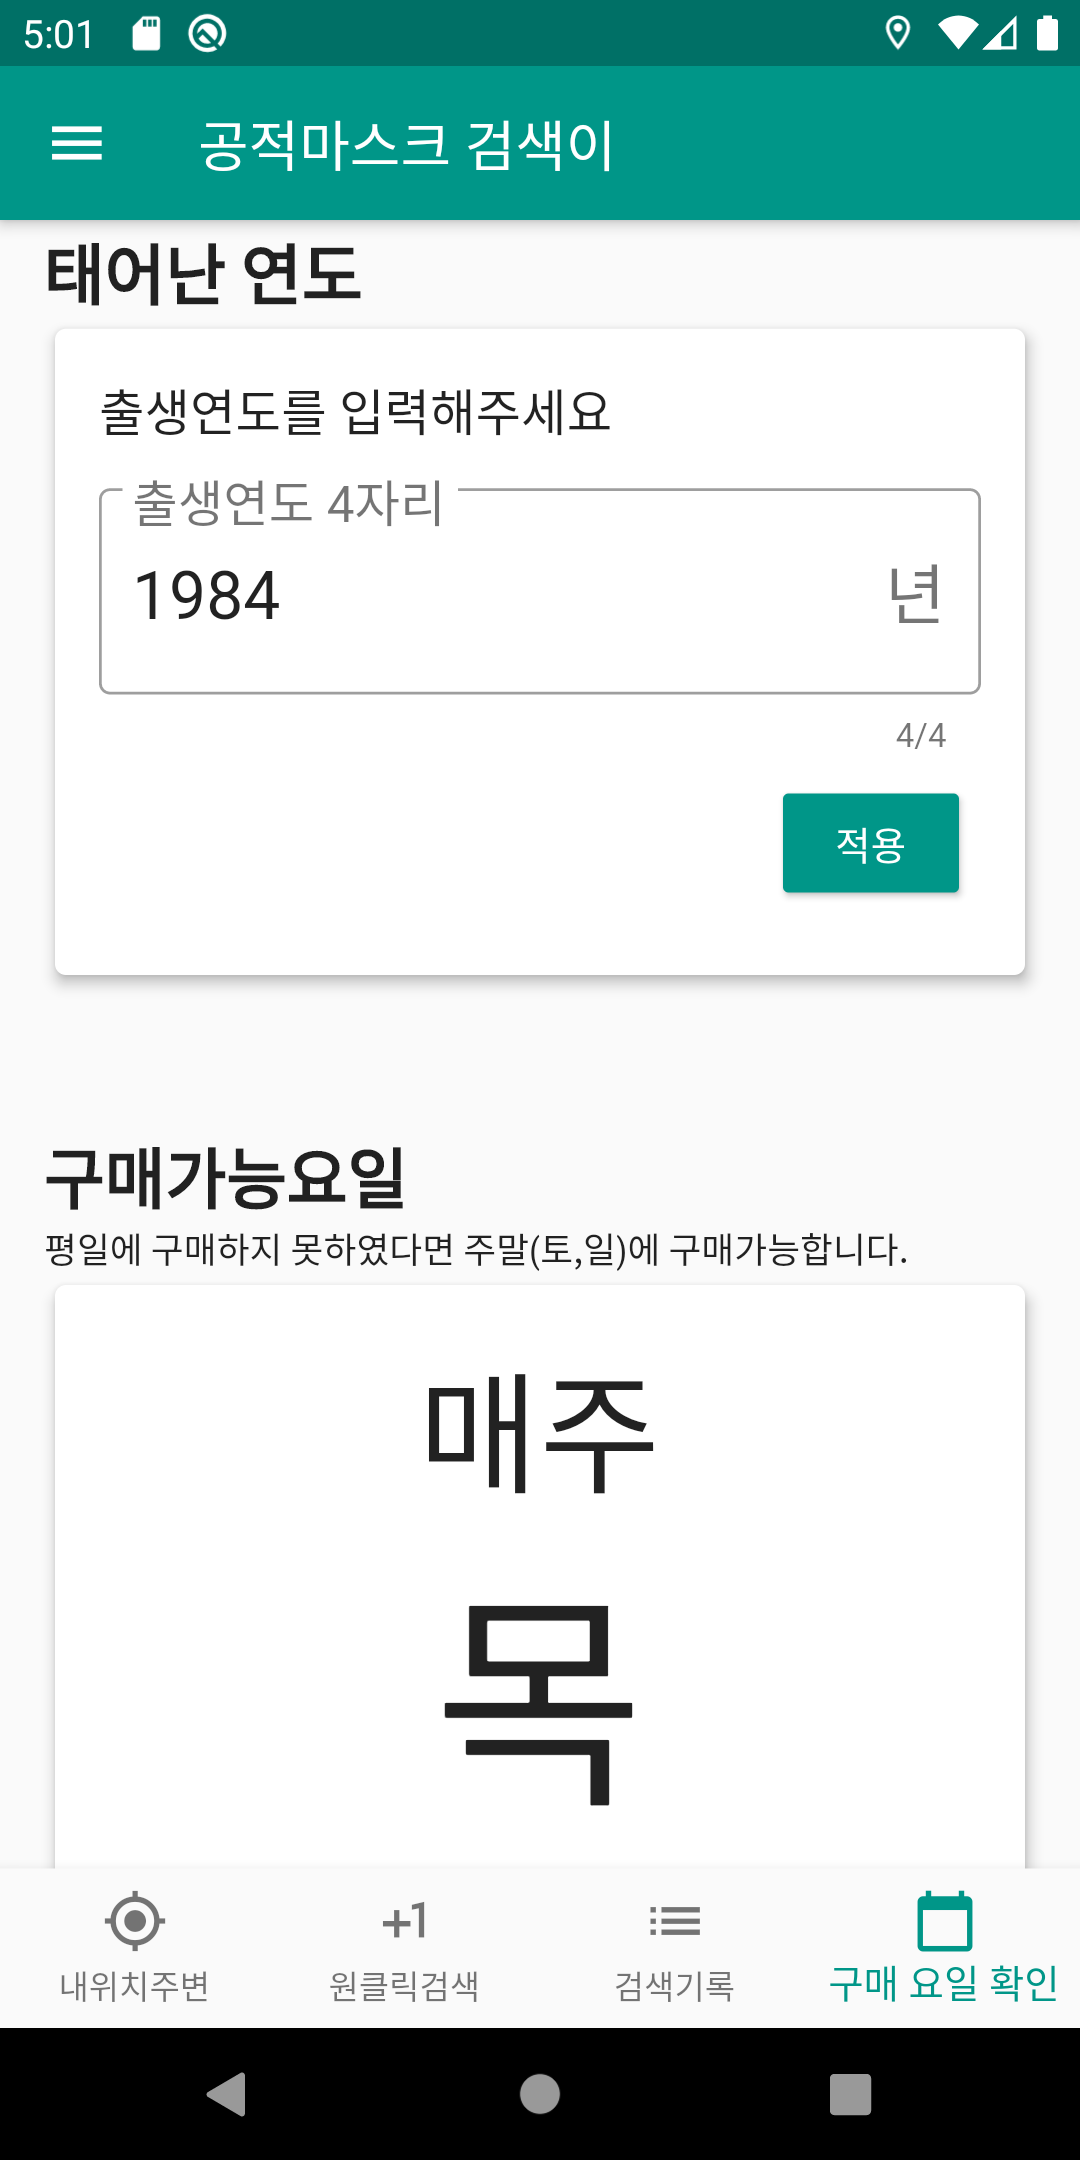 5:01
공적마스크 검색이
태어난 연도
출생연도를 입력해주세요
출생연도 4자리
1984 년
4/4
적용
구매가능요일
평일에 구매하지 못하였다면 주말(토,일)에 구매가능합니다.
매주
목
+1
내위치주변 원클릭검색 검색기록 구매 요일 확인